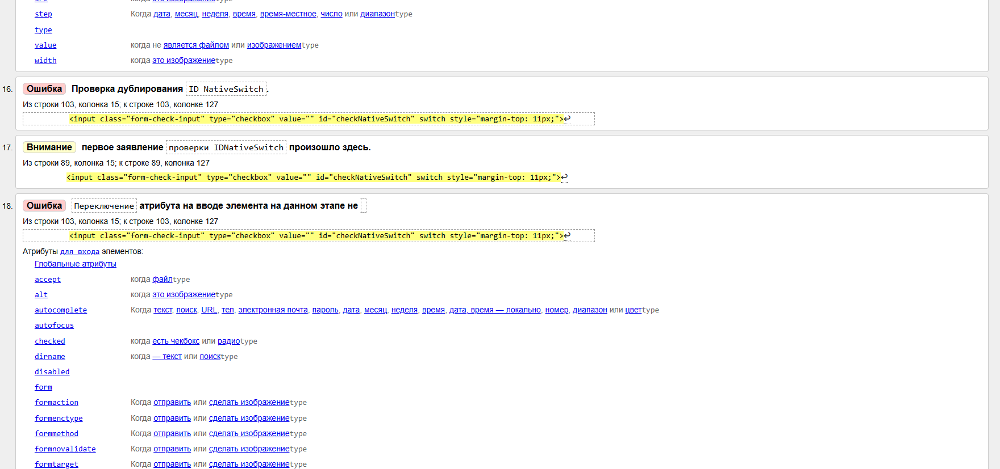 step Когда дата, месяц, неделя, время, время-местное, число или диапазонtype
type
value когда не является файлом или изображениемtype
width когда это изображениеtype
16. Ошибка Проверка дублирования ID NativeSwitch.
Из строки 103, колонка 15; к строке 103, колонке 127
<input class="form-check-input" type="checkbox" value="" id="checkNativeSwitch" switch style="margin-top: 11px;">↩
17. Внимание первое заявление проверки IDNativeSwitch произошло здесь.
Из строки 89, колонка 15; к строке 89, колонка 127
<input class="form-check-input" type="checkbox" value="" id="checkNativeSwitch" switch style="margin-top: 11px;">↩
18. Ошибка Переключение атрибута на вводе элемента на данном этапе не
Из строки 103, колонка 15; к строке 103, колонке 127
<input class="form-check-input" type="checkbox" value="" id="checkNativeSwitch" switch style="margin-top: 11px;">↩
Атрибуты для входа элементов:
Глобальные атрибуты
accept когда файлtype
alt когда это изображениеtype
autocomplete Когда текст, поиск, URL, тел, электронная почта, пароль, дата, месяц, неделя, время, дата, время — локально, номер, диапазон или цветtype
autofocus
checked когда есть чекбокс или радиоtype
dirname когда — текст или поискtype
disabled
form
formaction Когда отправить или сделать изображениеtype
formenctype Когда отправить или сделать изображениеtype
formmethod Когда отправить или сделать изображениеtype
formnovalidate Когда отправить или сделать изображениеtype
formtarget Когда отправить или сделать изображениеtype